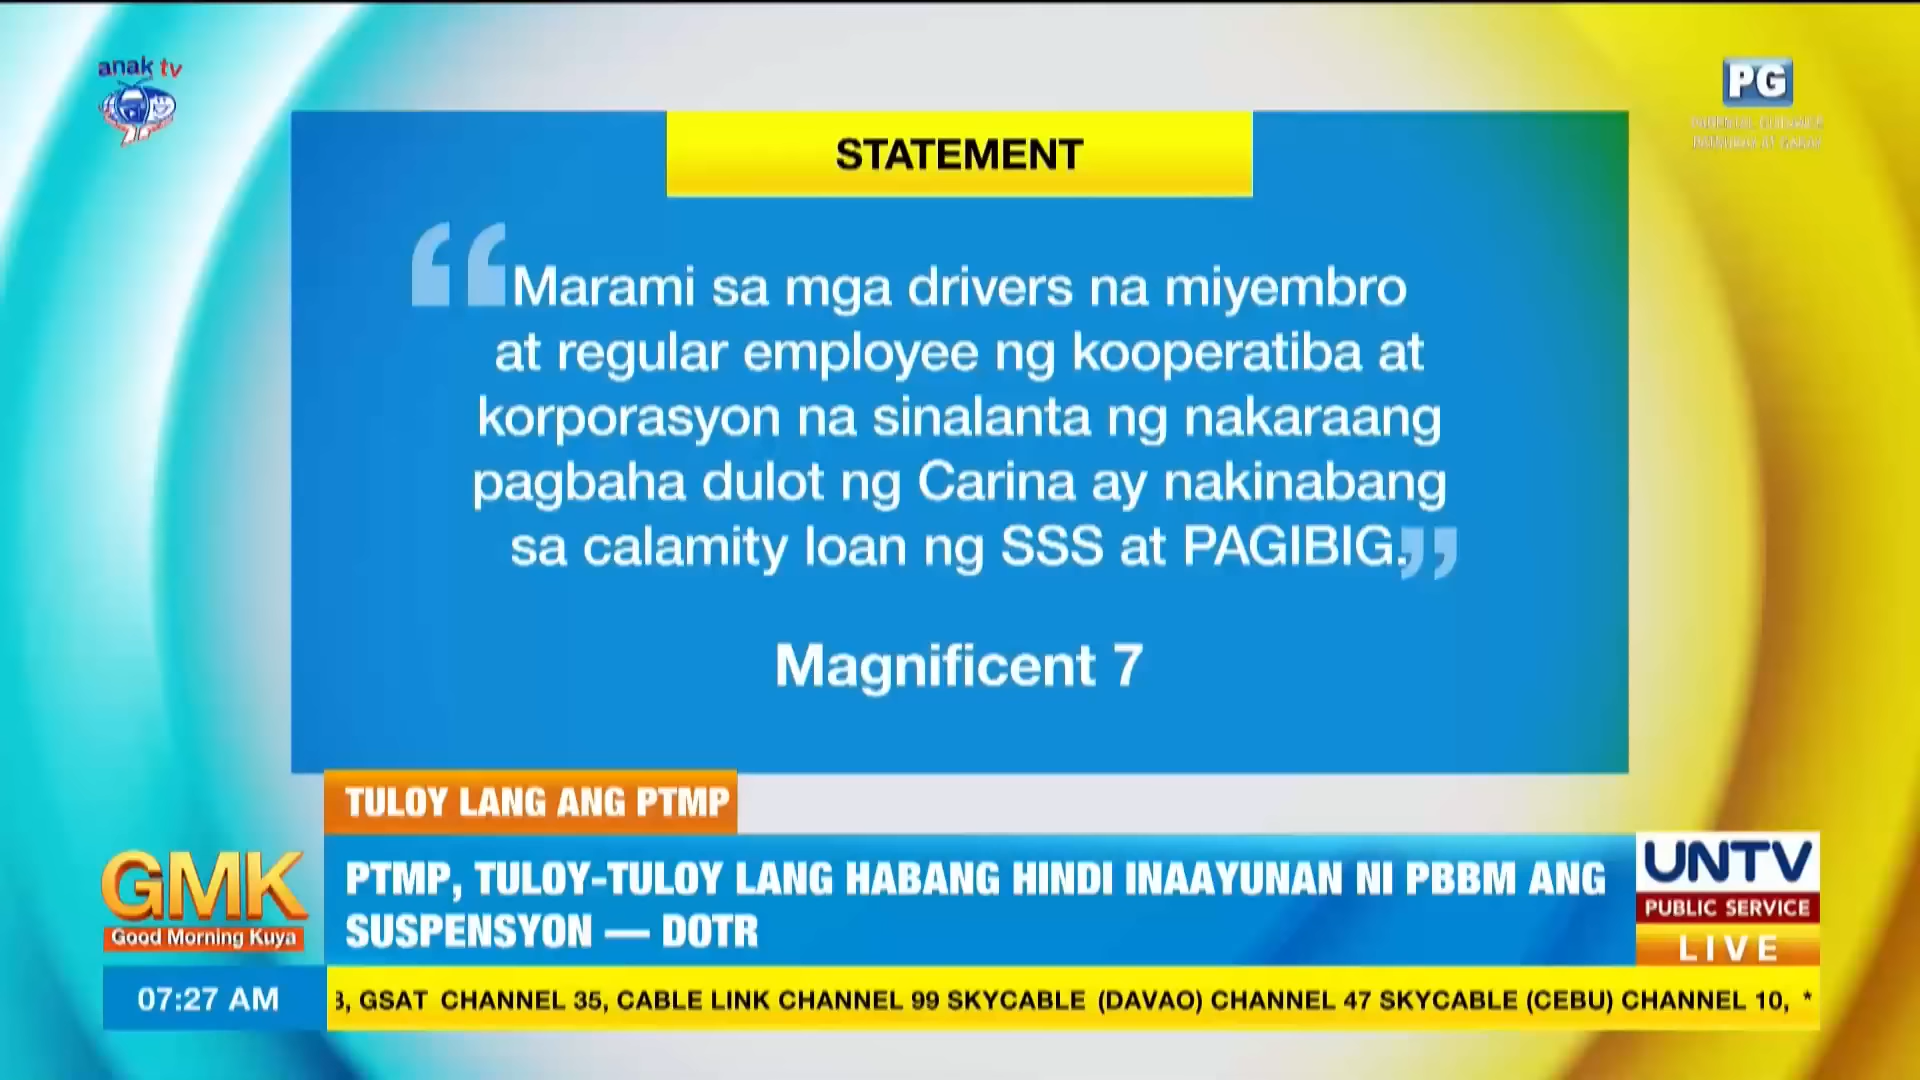 anak tv
PG
STATEMENT
“Marami sa mga drivers na miyembro
at regular employee ng kooperatiba at
korporasyon na sinalanta ng nakaraang
pagbaha dulot ng Carina ay nakinabang
sa calamity loan ng SSS at PAGIBIG.”
Magnificent 7
TULOY LANG ANG PTMP
PTMP, TULOY-TULOY LANG HABANG HINDI INAAYUNAN NI PBBM ANG
SUSPENSYON — DOTR
GMK
Good Morning Kuya
UNTV
PUBLIC SERVICE
LIVE
07:27 AM
, GSAT CHANNEL 35, CABLE LINK CHANNEL 99 SKYCABLE (DAVAO) CHANNEL 47 SKYCABLE (CEBU) CHANNEL 10, *